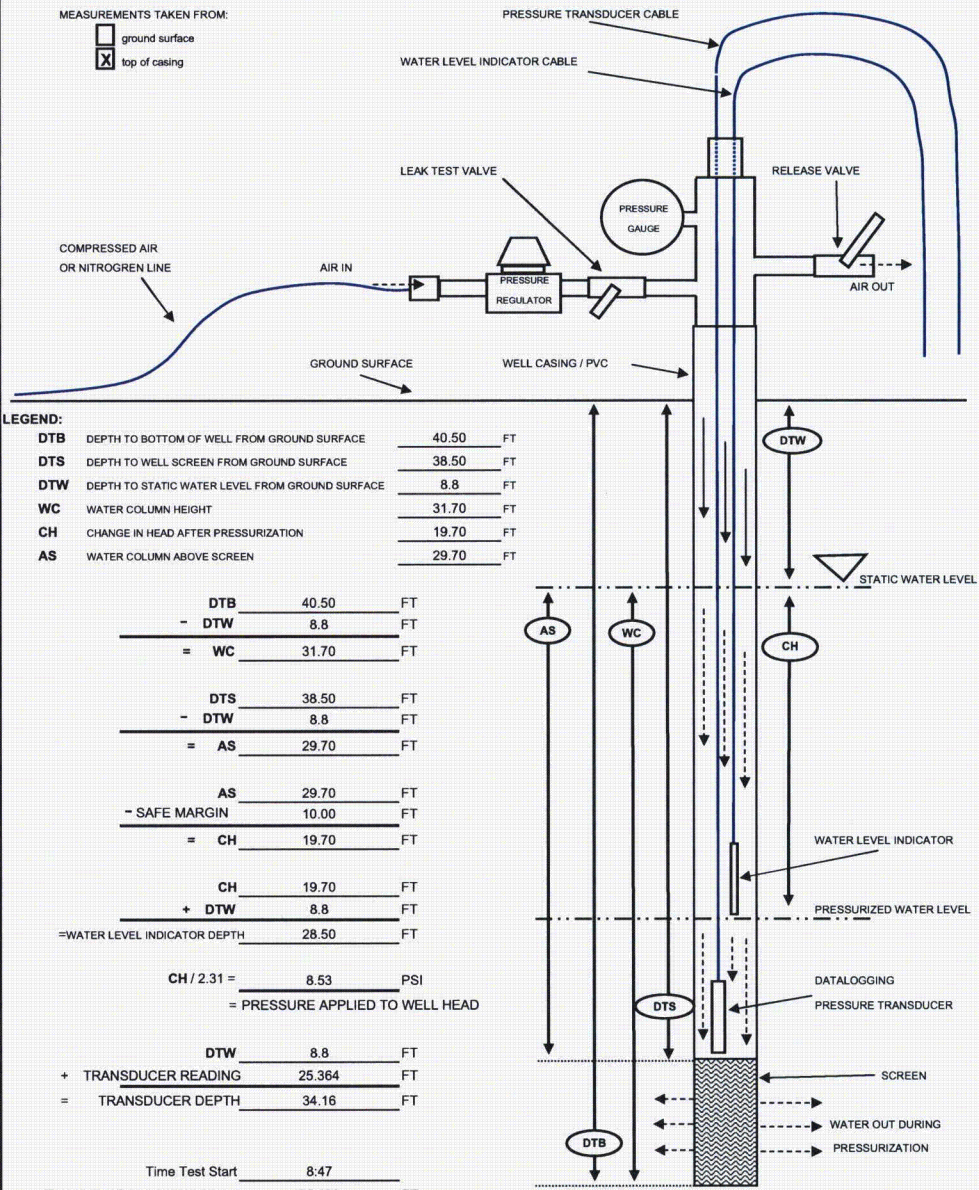 MEASUREMENTS TAKEN FROM:
ground surface
X top of casing
PRESSURE TRANSDUCER CABLE
WATER LEVEL INDICATOR CABLE
LEAK TEST VALVE
RELEASE VALVE
PRESSURE
GAUGE
COMPRESSED AIR
OR NITROGREN LINE
AIR IN
PRESSURE
REGULATOR
AIR OUT
GROUND SURFACE
WELL CASING / PVC
LEGEND:
DTB DEPTH TO BOTTOM OF WELL FROM GROUND SURFACE 40.50 FT
DTS DEPTH TO WELL SCREEN FROM GROUND SURFACE 38.50 FT
DTW DEPTH TO STATIC WATER LEVEL FROM GROUND SURFACE 8.8 FT
WC WATER COLUMN HEIGHT 31.70 FT
CH CHANGE IN HEAD AFTER PRESSURIZATION 19.70 FT
AS WATER COLUMN ABOVE SCREEN 29.70 FT
DTW
STATIC WATER LEVEL
DTB 40.50 FT
- DTW 8.8 FT
= WC 31.70 FT
AS
WC
CH
DTS 38.50 FT
- DTW 8.8 FT
= AS 29.70 FT
AS 29.70 FT
- SAFE MARGIN 10.00 FT
= CH 19.70 FT
WATER LEVEL INDICATOR
CH 19.70 FT
+ DTW 8.8 FT
=WATER LEVEL INDICATOR DEPTH 28.50 FT
PRESSURIZED WATER LEVEL
CH / 2.31 = 8.53 PSI
= PRESSURE APPLIED TO WELL HEAD
DATALOGGING
PRESSURE TRANSDUCER
DTS
DTW 8.8 FT
+ TRANSDUCER READING 25.364 FT
= TRANSDUCER DEPTH 34.16 FT
SCREEN
WATER OUT DURING
PRESSURIZATION
DTB
Time Test Start 8:47